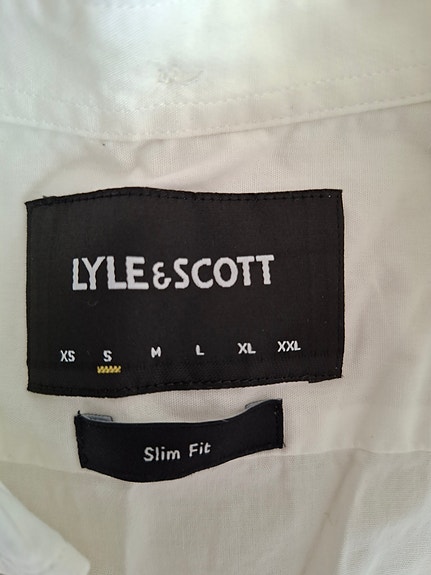 LYLE & SCOTT
XS S M L XL XXL
Slim Fit